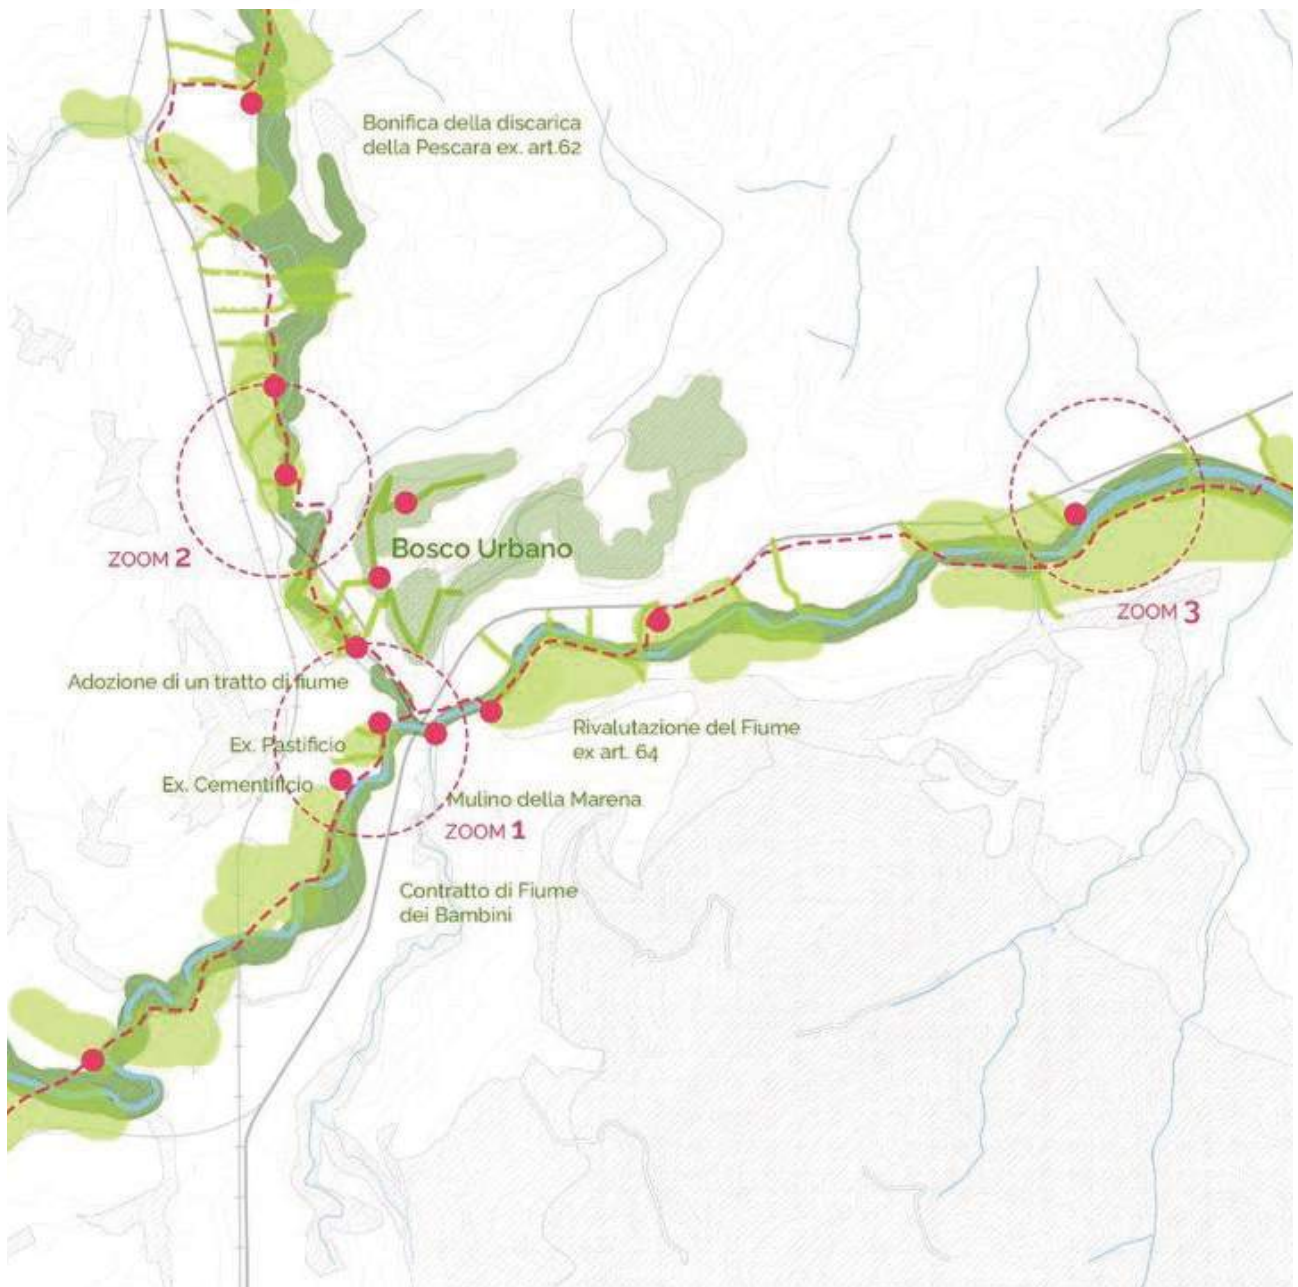 Bonifica della discarica
della Pescara ex. art.62
Bosco Urbano
ZOOM 2
ZOOM 3
Adozione di un tratto di fiume
Ex. Pastificio
Rivalutazione del Fiume
ex art. 64
Ex. Cementificio
Mulino della Marena
ZOOM 1
Contratto di Fiume
dei Bambini